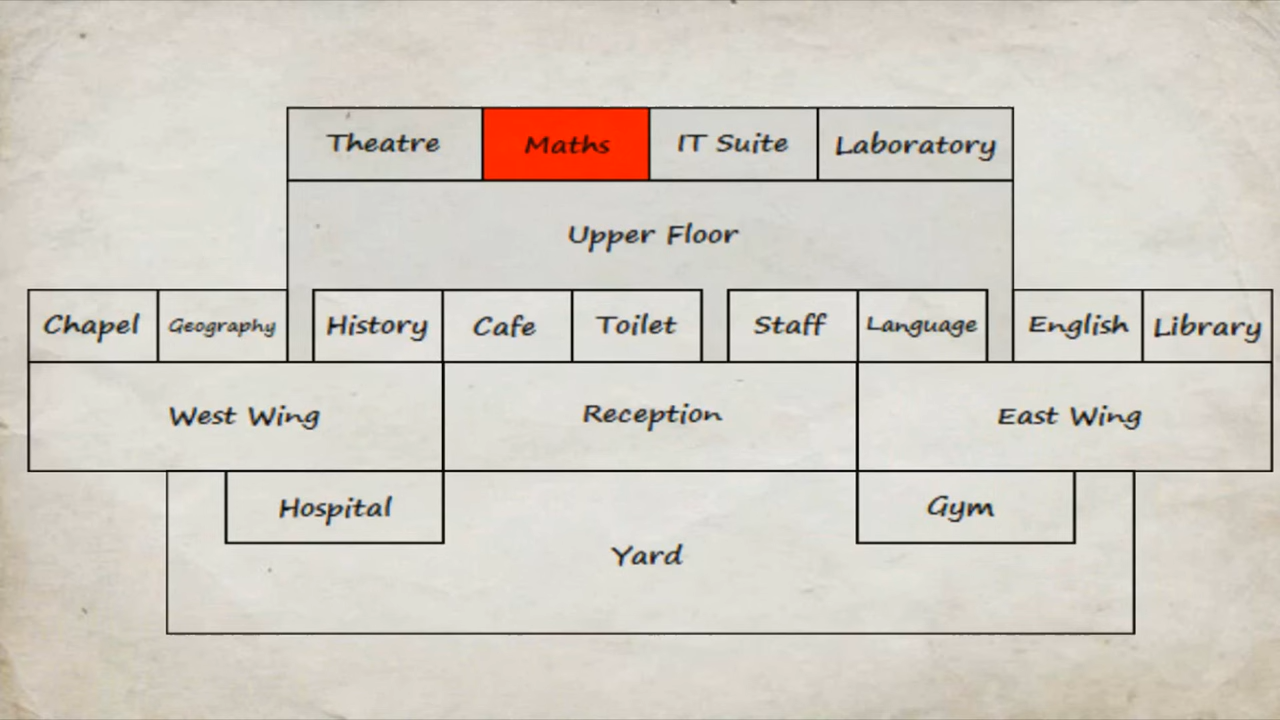 Theatre Maths IT Suite Laboratory
Upper Floor
Chapel Geography History Cafe Toilet Staff Language English Library
West Wing Reception East Wing
Hospital Gym
Yard